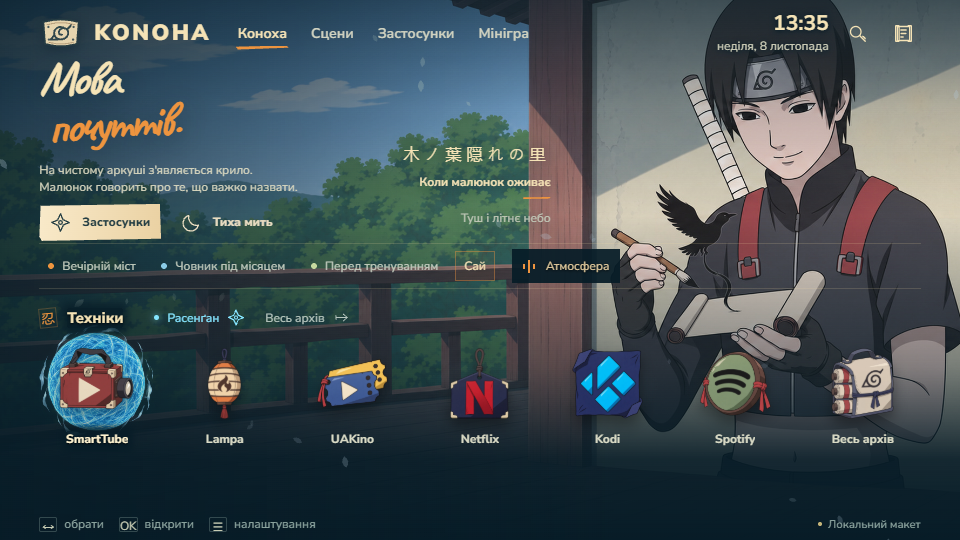 KONOHA
Коноха
Сцени
Застосунки
Мінігра
13:35
неділя, 8 листопада
Мова
почуттів.
木ノ葉隠れの里
На чистому аркуші з'являється крило.
Малюнок говорить про те, що важко назвати.
Коли малюнок оживає
Туш і літнє небо
Застосунки
Тиха мить
Вечірній міст
Човник під місяцем
Перед тренуванням
Сай
Атмосфера
忍 Техніки
Расенган
Весь архів
SmartTube
Lampa
UAKino
Netflix
Kodi
Spotify
Весь архів
обрати
OK відкрити
налаштування
Локальний макет